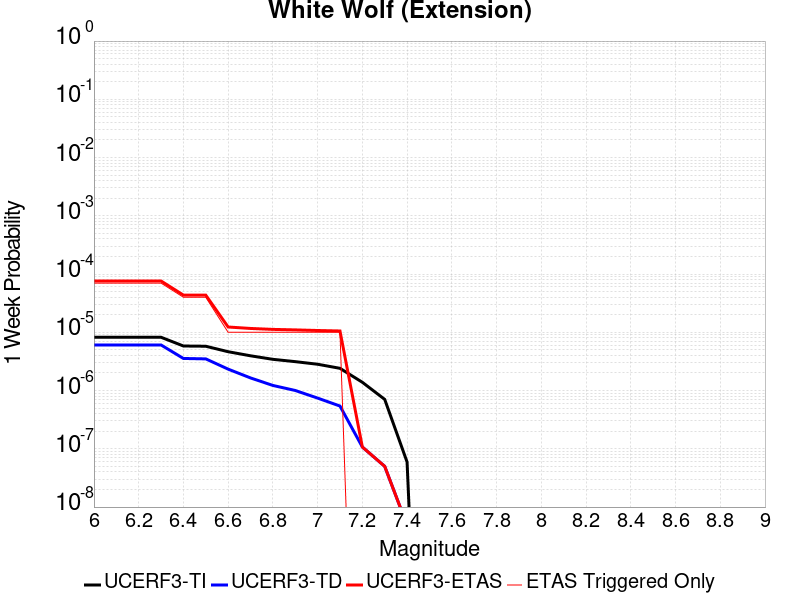 White Wolf (Extension)
1 Week Probability
10^0
10^-1
10^-2
10^-3
10^-4
10^-5
10^-6
10^-7
10^-8
6 6.2 6.4 6.6 6.8 7 7.2 7.4 7.6 7.8 8 8.2 8.4 8.6 8.8 9
Magnitude
UCERF3-TI UCERF3-TD UCERF3-ETAS ETAS Triggered Only